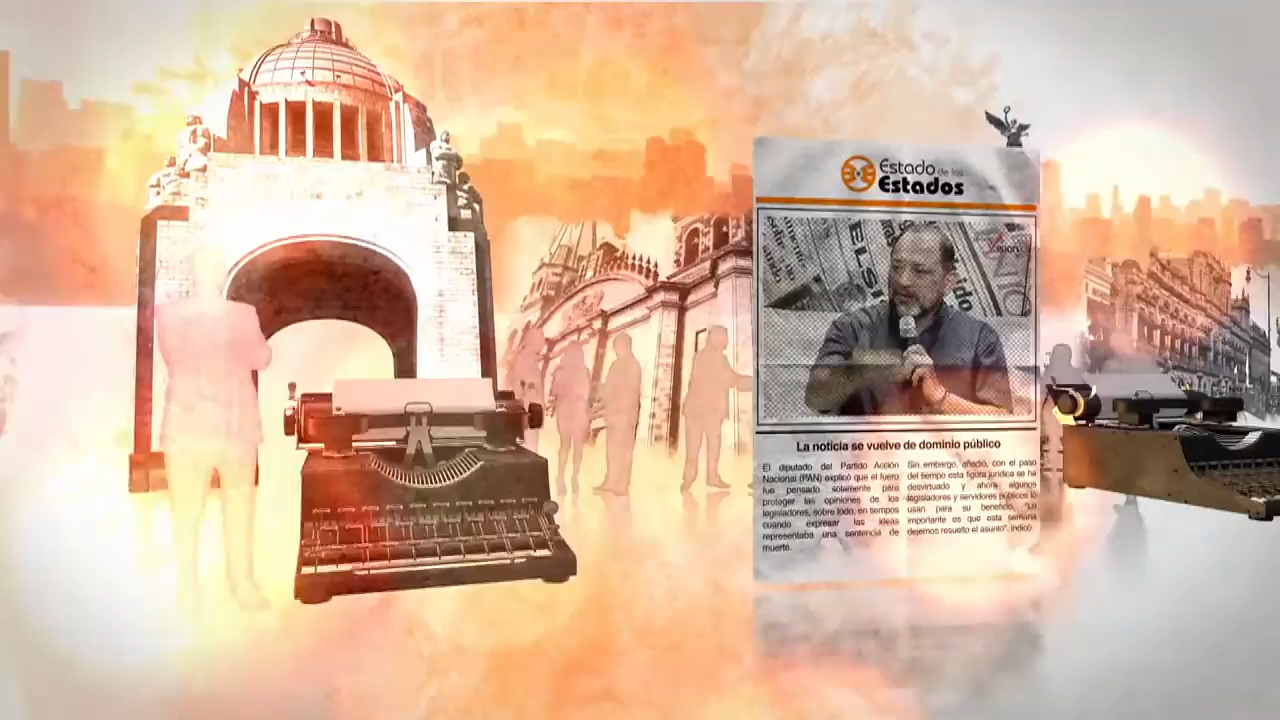 Estado de los
Estados
EL SI
La noticia se vuelve de dominio público
El diputado del Partido Acción
Nacional (PAN) explicó que el fuero
fue pensado solamente para
proteger las opiniones de los
legisladores, sobre todo, en tiempos
cuando expresar las ideas
representaba una sentencia de
muerte.
Sin embargo, añadió, con el paso
del tiempo esta figura jurídica se ha
desvirtuado y ahora algunos
legisladores y servidores públicos lo
usan para su beneficio. "Lo
importante es que esta semana
dejemos resuelto el asunto", indicó.